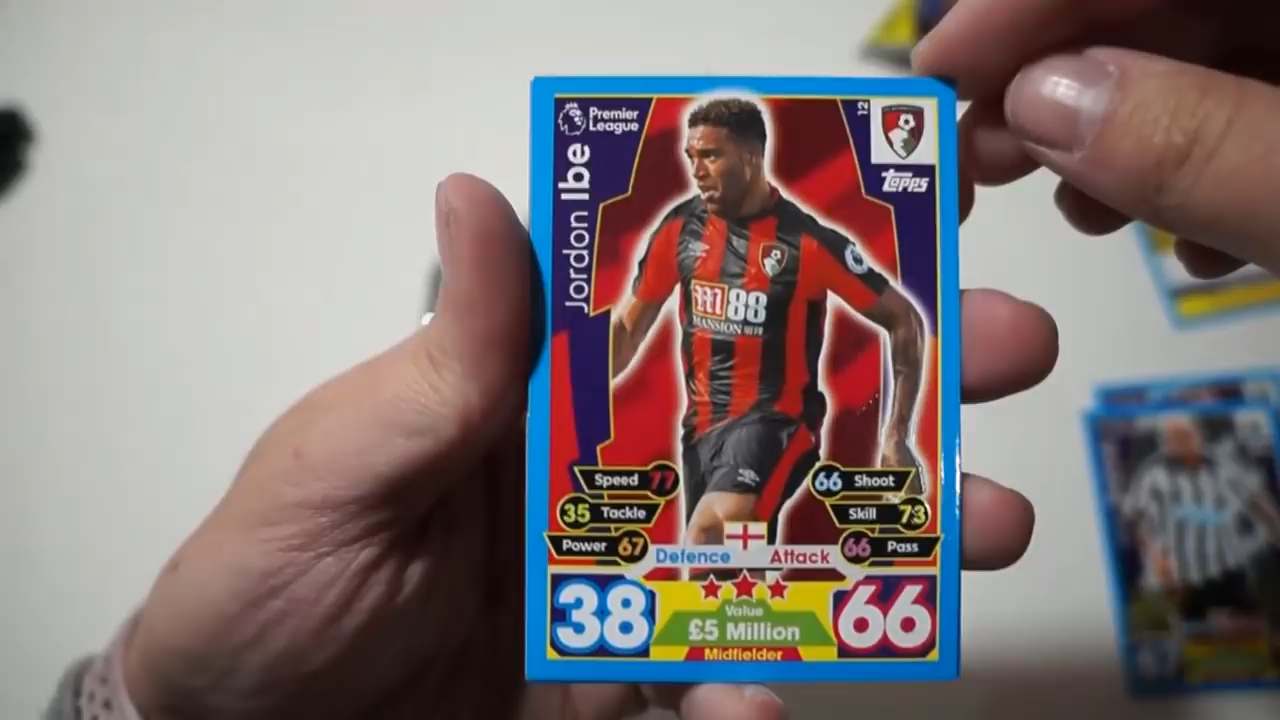 Premier
League
12
TOPPS
Jordon Ibe
M88
MANSION
Speed 77
66 Shoot
35 Tackle
Skill 73
Power 67
66 Pass
Defence
Attack
38
66
Value
£5 Million
Midfielder